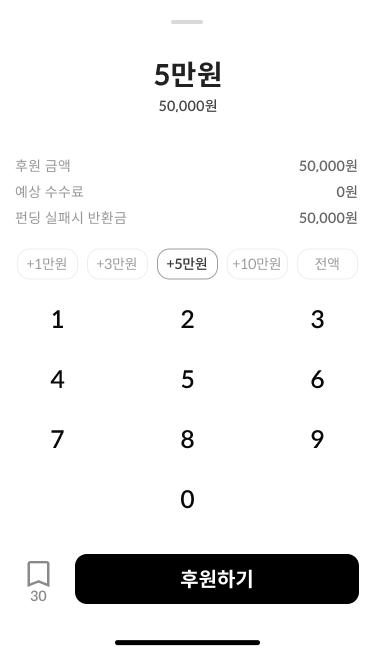 5만원
50,000원
후원 금액 50,000원
예상 수수료 0원
펀딩 실패시 반환금 50,000원
+1만원 +3만원 +5만원 +10만원 전액
1 2 3
4 5 6
7 8 9
0
후원하기
30